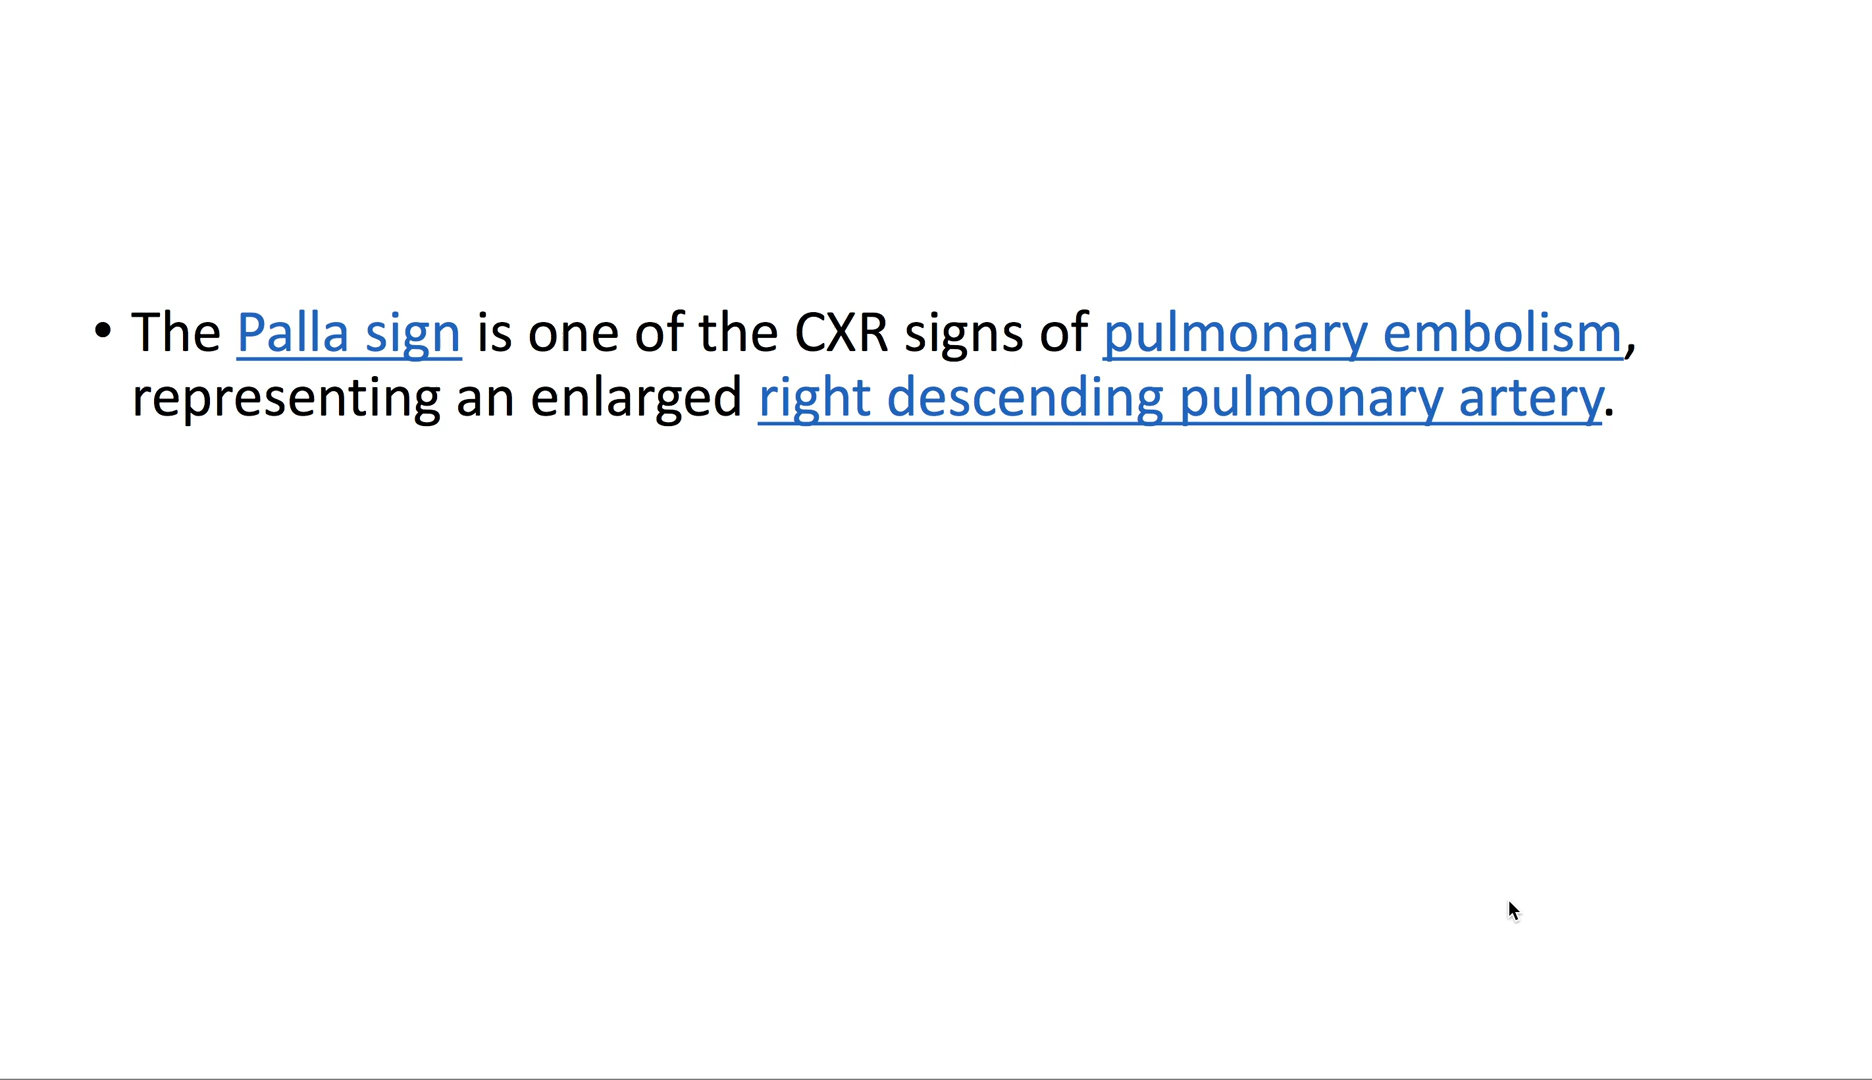 • The Palla sign is one of the CXR signs of pulmonary embolism,
representing an enlarged right descending pulmonary artery.